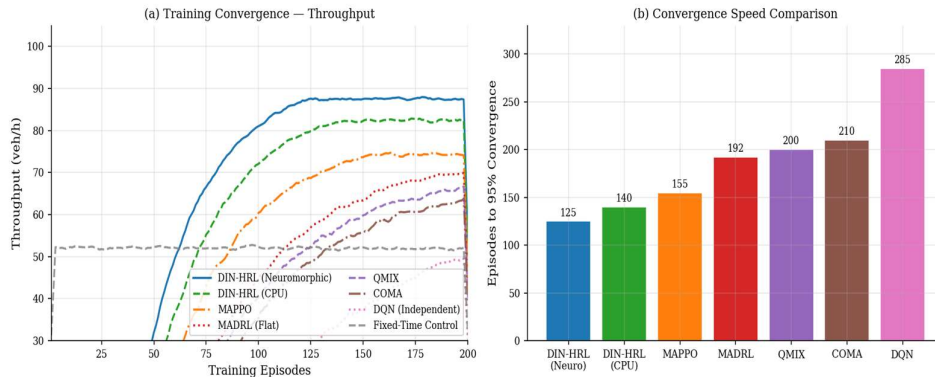 (a) Training Convergence — Throughput
Throughput (veh/h)
100
90
80
70
60
50
40
30
DIN-HRL (Neuromorphic)
DIN-HRL (CPU)
MAPPO
MADRL (Flat)
QMIX
COMA
DQN (Independent)
Fixed-Time Control
25 50 75 100 125 150 175 200
Training Episodes
(b) Convergence Speed Comparison
Episodes to 95% Convergence
300
250
200
150
100
50
0
125 140 155 192 200 210 285
DIN-HRL (Neuro)
DIN-HRL (CPU)
MAPPO
MADRL
QMIX
COMA
DQN